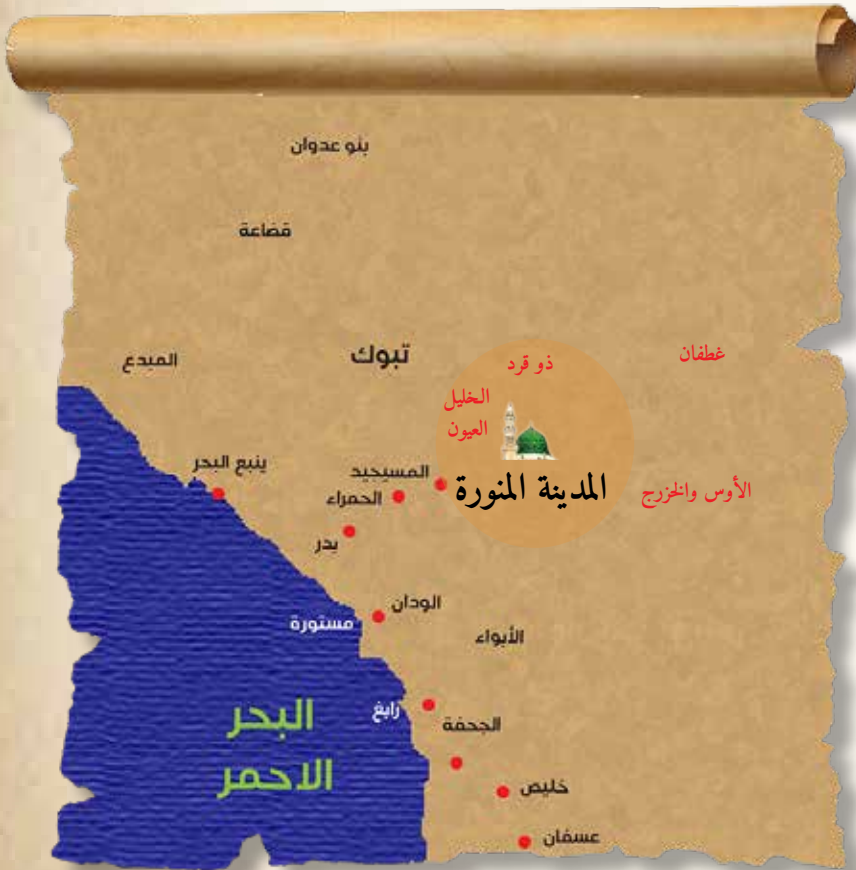 بنو عدوان
قضاعة
غطفان
ذو قرد
تبوك
المبدع
الخليل
العيون
ينبع البحر
المسيجيد
المدينة المنورة
الأوس والخزرج
الحمراء
بدر
الودان
مستورة
الأبواء
رابغ
الجحفة
البحر
الاحمر
خليص
عسفان